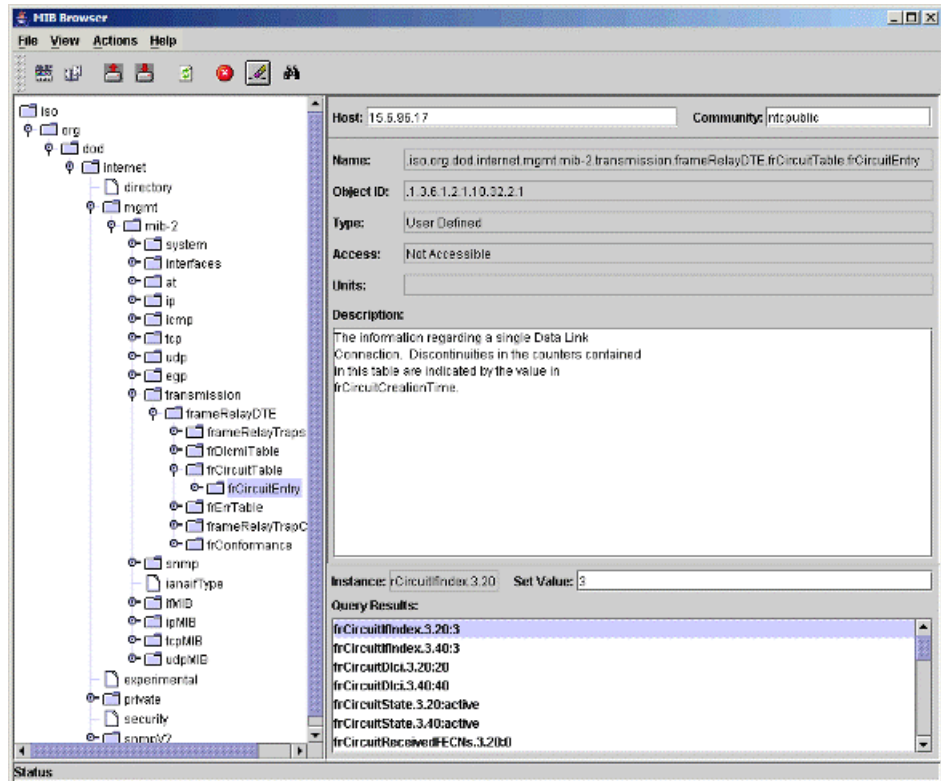 MIB Browser
File View Actions Help
iso
org
dod
internet
directory
mgmt
mib-2
system
interfaces
at
ip
icmp
tcp
udp
egp
transmission
frameRelayDTE
frameRelayTraps
frDlcmiTable
frCircuitTable
frCircuitEntry
frErrTable
frameRelayTrapC
frConformance
snmp
ianaifType
ifMIB
ipMIB
tcpMIB
udpMIB
experimental
private
security
snmpV2
Host: 15.6.96.17 Community: ntcpublic
Name: .iso.org.dod.internet.mgmt.mib-2.transmission.frameRelayDTE.frCircuitTable.frCircuitEntry
Object ID: .1.3.6.1.2.1.10.32.2.1
Type: User Defined
Access: Not Accessible
Units:
Description:
The information regarding a single Data Link
Connection. Discontinuities in the counters contained
in this table are indicated by the value in
frCircuitCreationTime.
Instance: rCircuitIfIndex.3.20 Set Value: 3
Query Results:
frCircuitIfIndex.3.20:3
frCircuitIfIndex.3.40:3
frCircuitDlci.3.20:20
frCircuitDlci.3.40:40
frCircuitState.3.20:active
frCircuitState.3.40:active
frCircuitReceivedFECNs.3.20:0
Status